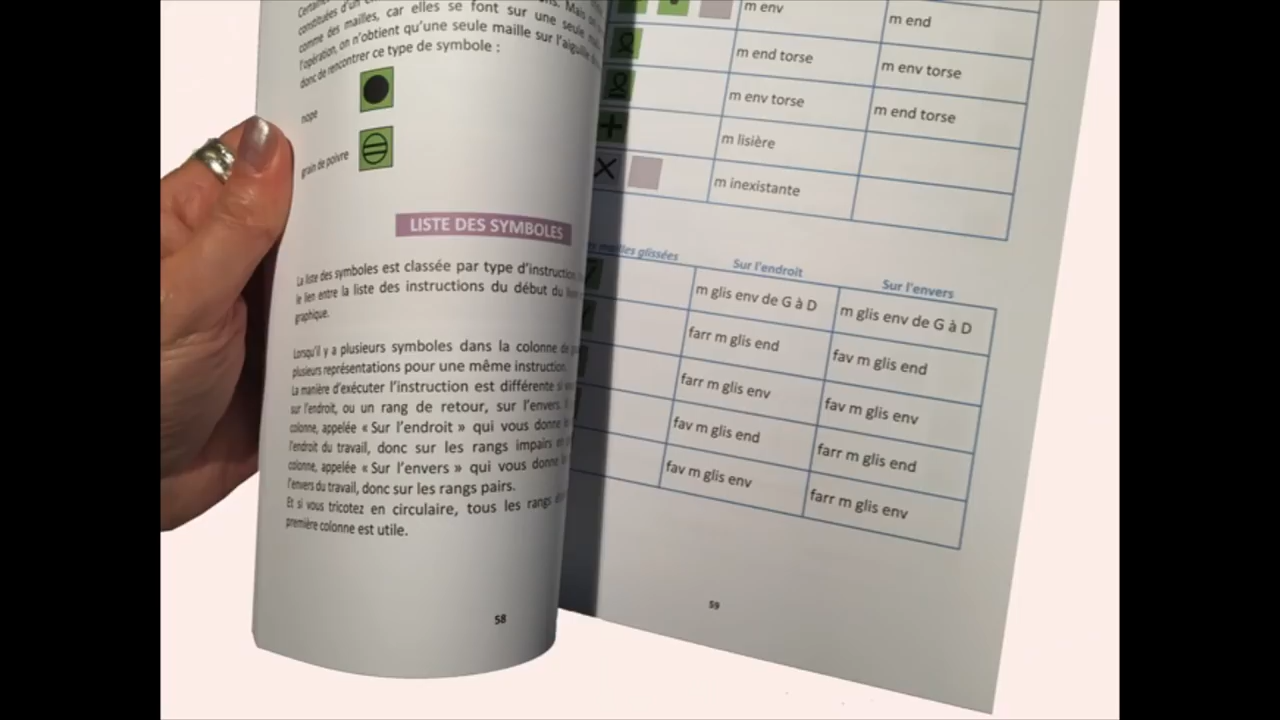 constituées d'un
comme des mailles, car elles se font sur une seule
l'opération, on n'obtient qu'une seule maille sur l'aiguille
donc de rencontrer ce type de symbole :
nope
grain de poivre
LISTE DES SYMBOLES
La liste des symboles est classée par type d'instruction
le lien entre la liste des instructions du début du
graphique.
Lorsqu'il y a plusieurs symboles dans la colonne de
plusieurs représentations pour une même instruction.
La manière d'exécuter l'instruction est différente si
sur l'endroit, ou un rang de retour, sur l'envers.
colonne, appelée « Sur l'endroit » qui vous donne
l'endroit du travail, donc sur les rangs impairs
colonne, appelée « Sur l'envers » qui vous donne
l'envers du travail, donc sur les rangs pairs.
Et si vous tricotez en circulaire, tous les rangs
première colonne est utile.
58
m env m end
m end torse m env torse
m env torse m end torse
m lisière
m inexistante
mailles glissées Sur l'endroit Sur l'envers
m glis env de G à D m glis env de G à D
farr m glis end fav m glis end
farr m glis env fav m glis env
fav m glis end farr m glis end
fav m glis env farr m glis env
59